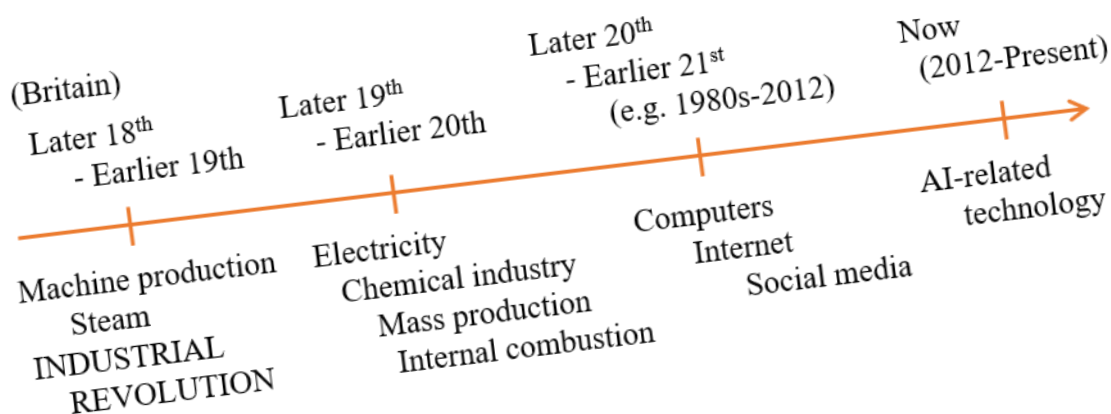 (Britain)
Later 18th
- Earlier 19th
Later 19th
- Earlier 20th
Later 20th
- Earlier 21st
(e.g. 1980s-2012)
Now
(2012-Present)
Machine production
Steam
INDUSTRIAL
REVOLUTION
Electricity
Chemical industry
Mass production
Internal combustion
Computers
Internet
Social media
AI-related
technology